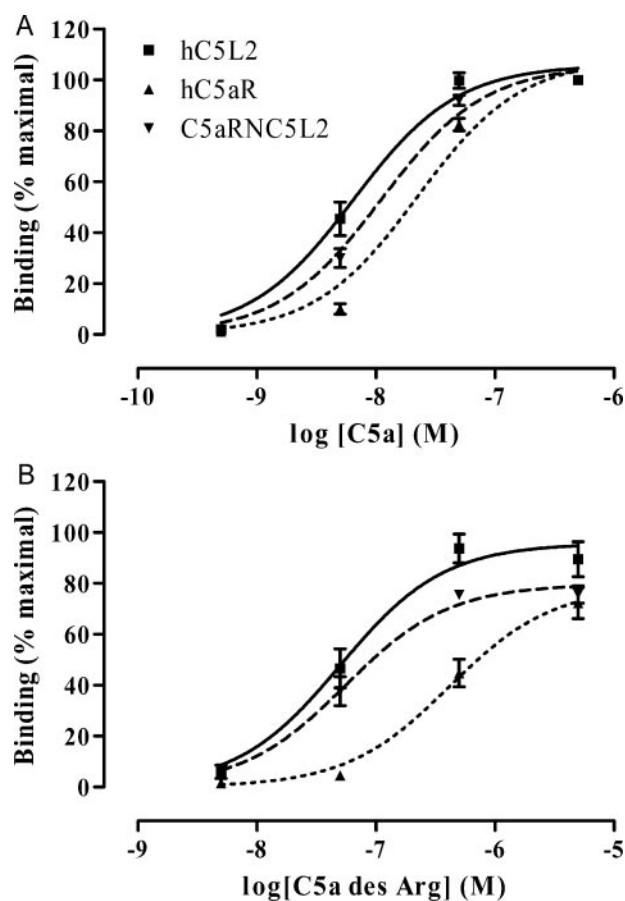 A
120
100
80
60
40
20
0
Binding (% maximal)
hC5L2
hC5aR
C5aRNC5L2
-10 -9 -8 -7 -6
log [C5a] (M)
B
120
100
80
60
40
20
0
Binding (% maximal)
-9 -8 -7 -6 -5
log[C5a des Arg] (M)